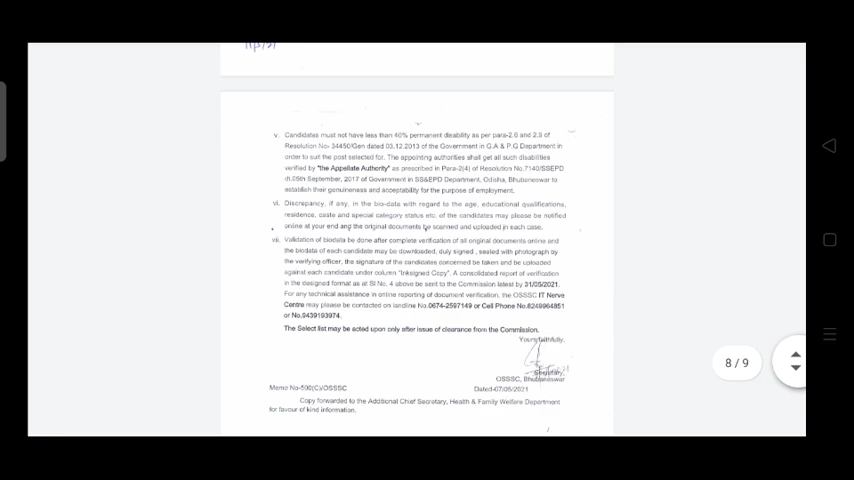 v. Candidates must not have less than 40% permanent disability as per para-2.6 and 2.9 of
Resolution No- 34450/Gen dated 03.12.2013 of the Government in G.A & P.G Department in
order to suit the post selected for. The appointing authorities shall get all such disabilities
verified by "the Appellate Authority" as prescribed in Para-2(4) of Resolution No.7140/SSEPD
dt.05th September, 2017 of Government in SS&EPD Department, Odisha, Bhubaneswar to
establish their genuineness and acceptability for the purpose of employment.
vi. Discrepancy, if any, in the bio-data with regard to the age, educational qualifications,
residence, caste and special category status etc. of the candidates may please be notified
online at your end and the original documents be scanned and uploaded in each case.
vii. Validation of biodata be done after complete verification of all original documents online and
the biodata of each candidate may be downloaded, duly signed , sealed with photograph by
the verifying officer, the signature of the candidates concerned be taken and be uploaded
against each candidate under column "Inksigned Copy". A consolidated report of verification
in the designed format as at Sl No. 4 above be sent to the Commission latest by 31/05/2021.
For any technical assistance in online reporting of document verification, the OSSSC IT Nerve
Centre may please be contacted on landline No.0674-2597149 or Cell Phone No.8249964851
or No.9439193974.
The Select list may be acted upon only after issue of clearance from the Commission.
Yours faithfully,
Secretary,
OSSSC, Bhubaneswar
Memo No-500(C)/OSSSC Dated-07/05/2021
Copy forwarded to the Additional Chief Secretary, Health & Family Welfare Department
for favour of kind information.
8 / 9